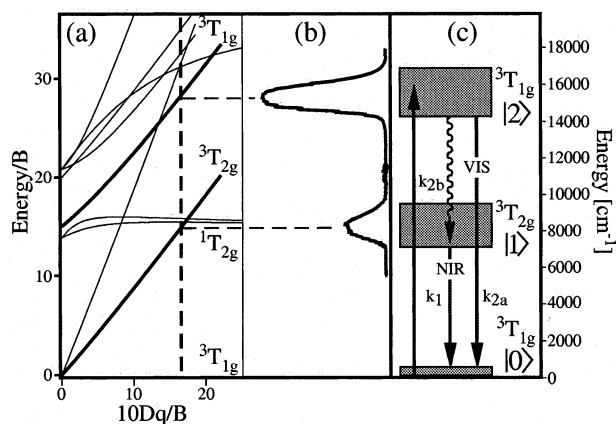 (a)
(b)
(c)
³T₁g
³T₁g
³T₂g
¹T₂g
³T₁g
30
20
10
0
Energy/B
0
10
20
10Dq/B
³T₁g
|2⟩
k₂b
VIS
³T₂g
|1⟩
NIR
k₁
k₂a
³T₁g
|0⟩
18000
16000
14000
12000
10000
8000
6000
4000
2000
0
Energy [cm⁻¹]